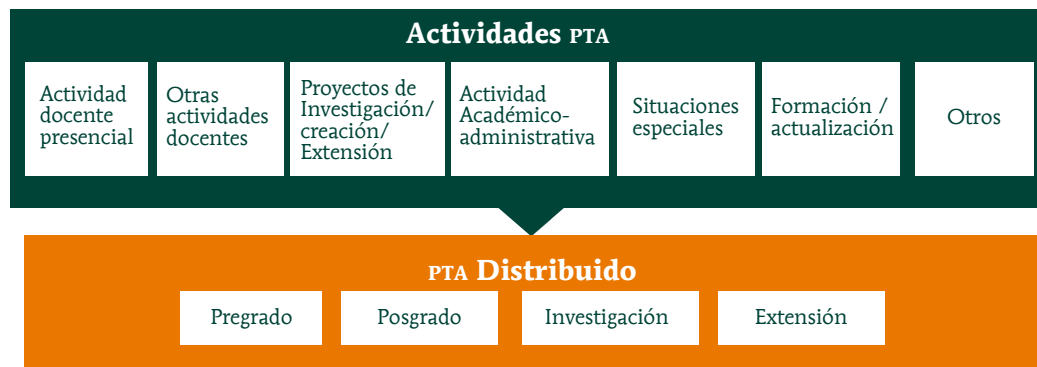 Actividades PTA
Actividad
docente
presencial
Otras
actividades
docentes
Proyectos de
Investigación/
creación/
Extensión
Actividad
Académico-
administrativa
Situaciones
especiales
Formación /
actualización
Otros
PTA Distribuido
Pregrado
Posgrado
Investigación
Extensión